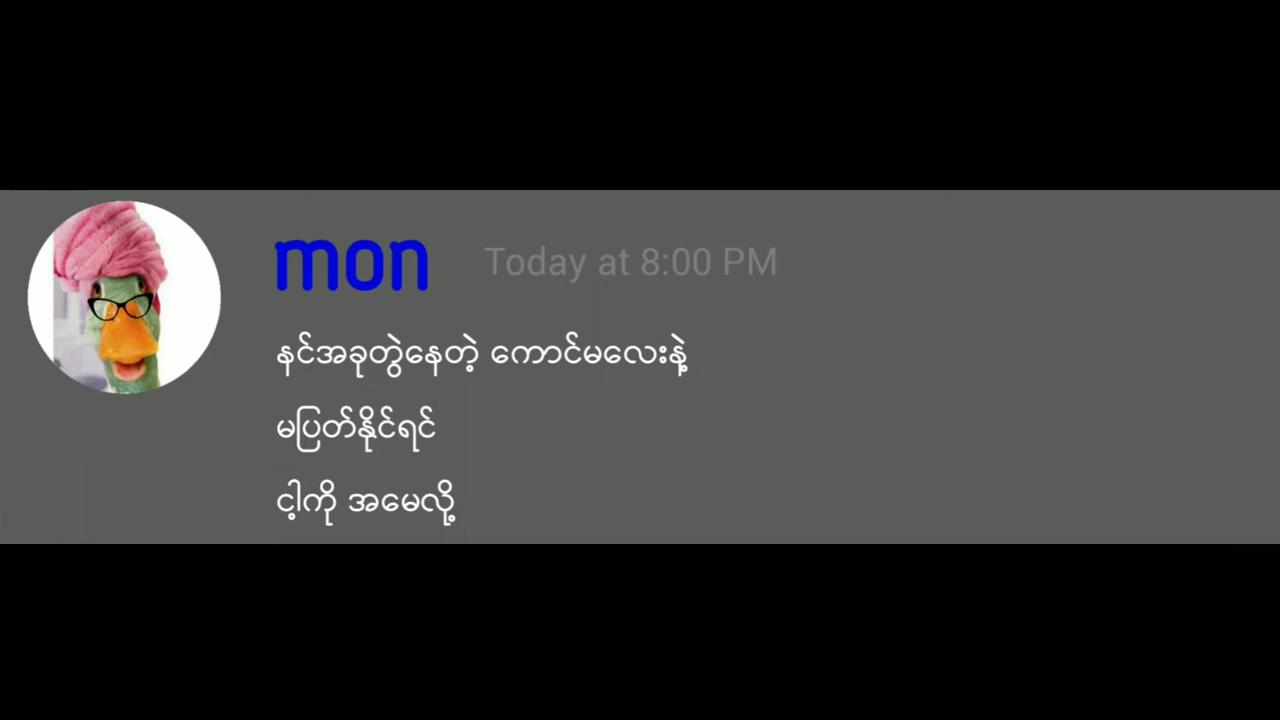 mon Today at 8:00 PM
နင်အခုတွဲနေတဲ့ ကောင်မလေးနဲ့
မပြတ်နိုင်ရင်
ငါ့ကို အမေလို့